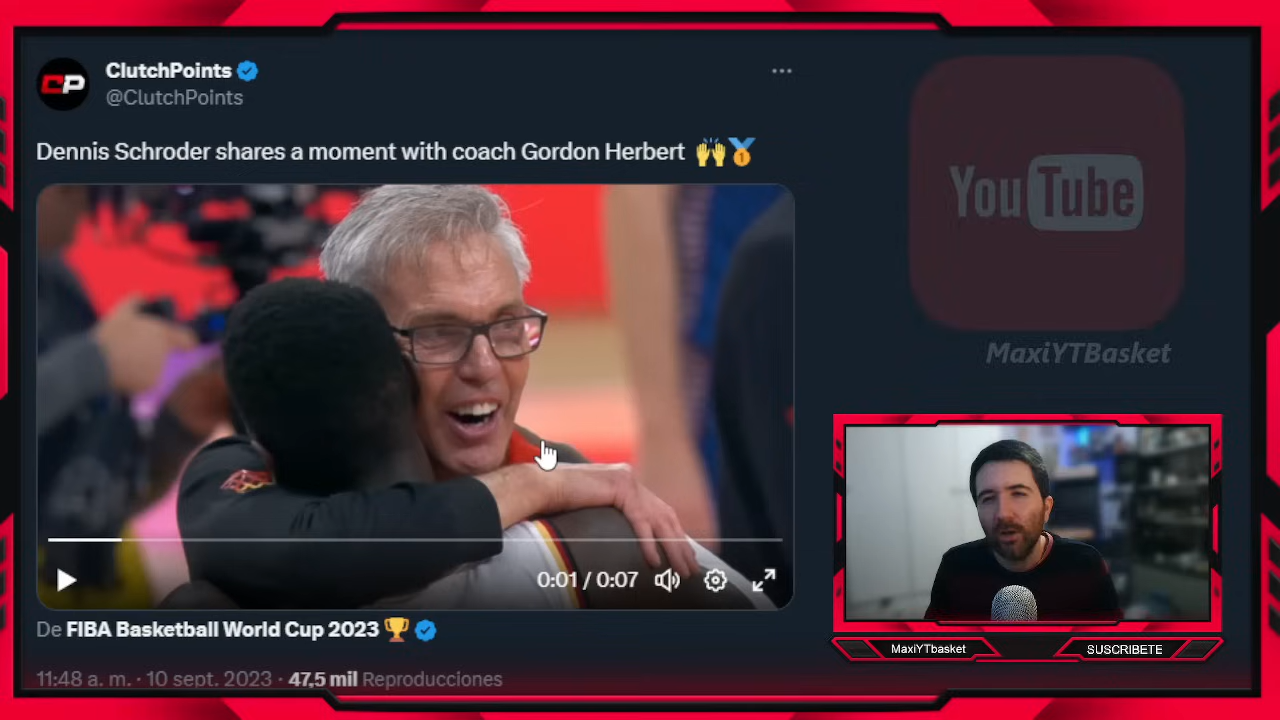 CP
ClutchPoints
@ClutchPoints
Dennis Schroder shares a moment with coach Gordon Herbert 🙌🥇
YouTube
MaxiYTBasket
0:01 / 0:07
De FIBA Basketball World Cup 2023 🏆
11:48 a. m. · 10 sept. 2023 · 47,5 mil Reproducciones
MaxiYTbasket
SUSCRIBETE